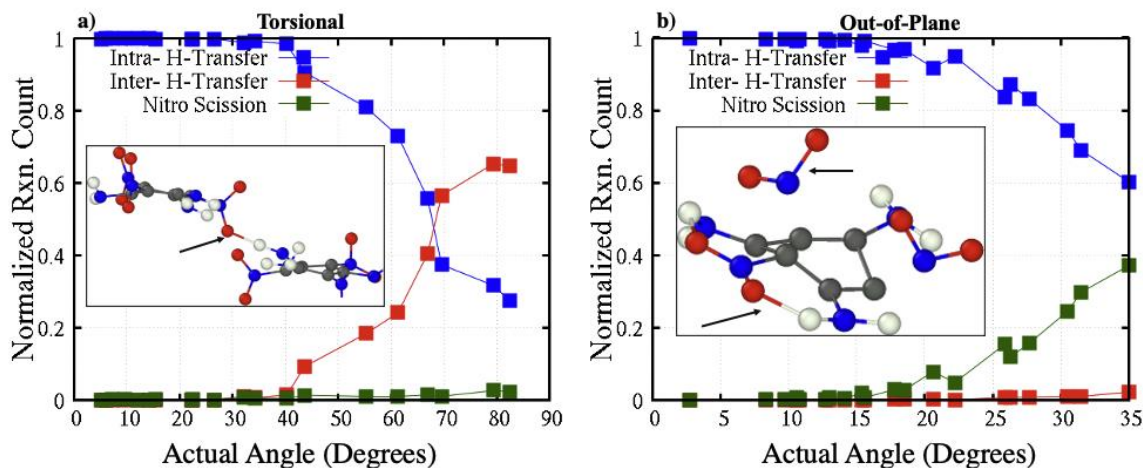 a) Torsional
Normalized Rxn. Count
1
0.8
0.6
0.4
0.2
0
Intra- H-Transfer
Inter- H-Transfer
Nitro Scission
0 10 20 30 40 50 60 70 80 90
Actual Angle (Degrees)
b) Out-of-Plane
Normalized Rxn. Count
1
0.8
0.6
0.4
0.2
0
Intra- H-Transfer
Inter- H-Transfer
Nitro Scission
0 5 10 15 20 25 30 35
Actual Angle (Degrees)